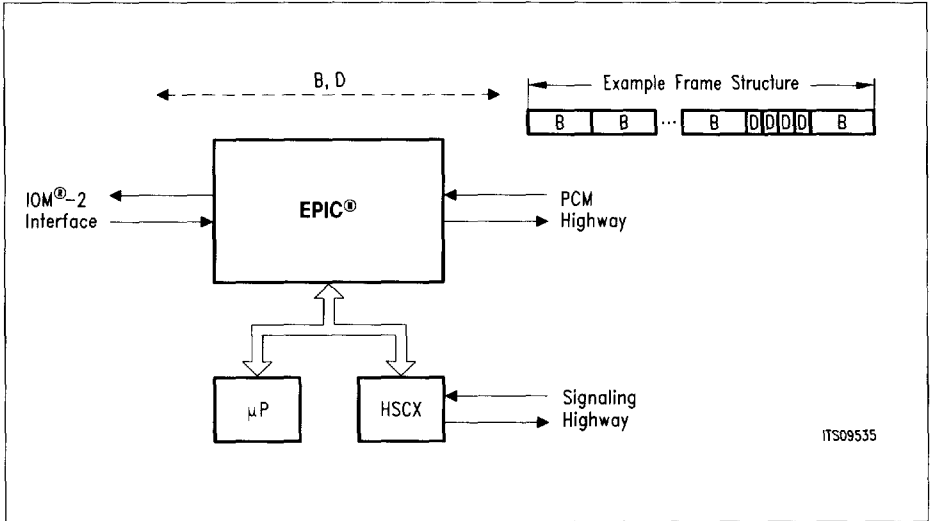 B, D
Example Frame Structure
B B ... B D D D D B
IOM®-2
Interface
EPIC®
PCM
Highway
μP
HSCX
Signaling
Highway
ITS09535